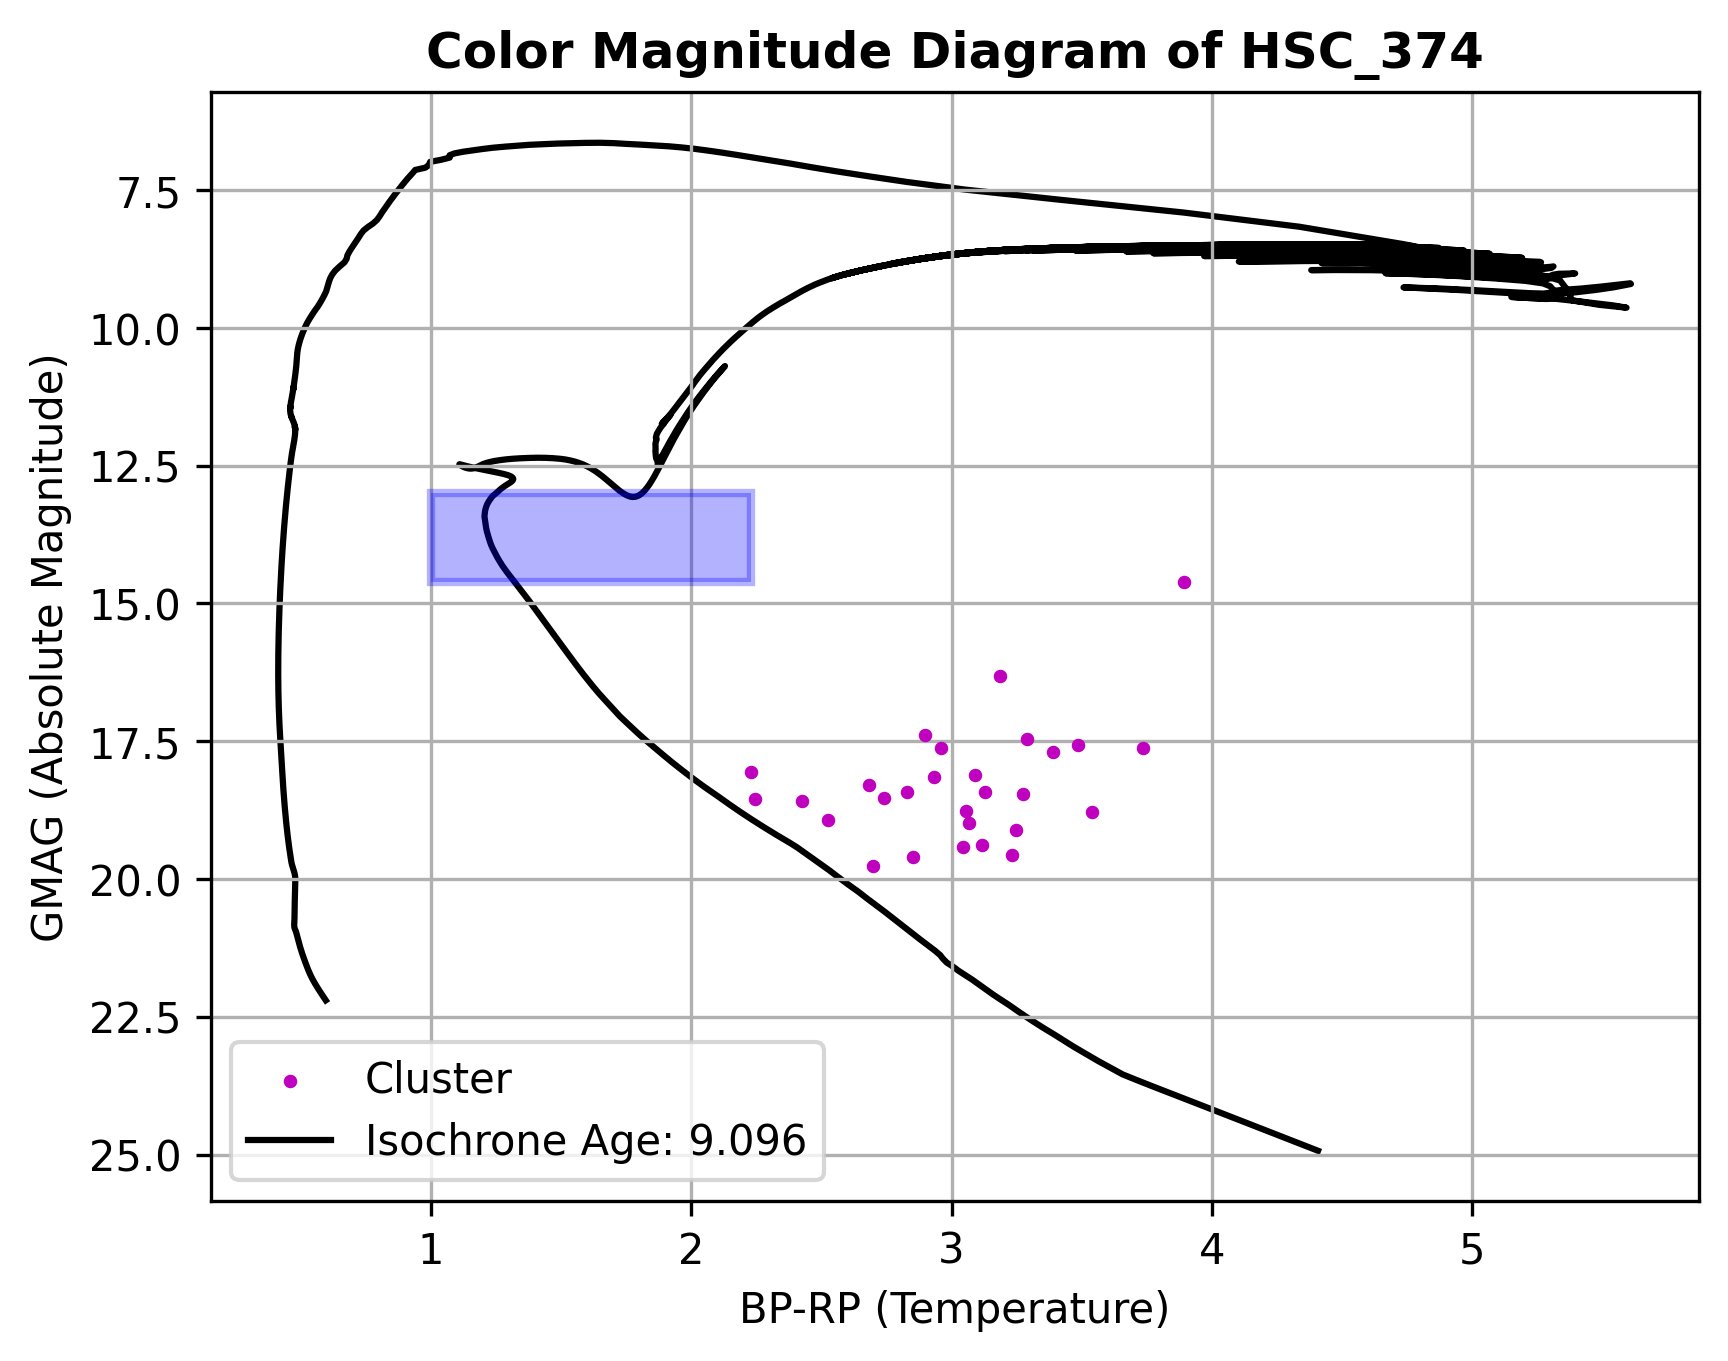 Color Magnitude Diagram of HSC_374
GMAG (Absolute Magnitude)
7.5
10.0
12.5
15.0
17.5
20.0
22.5
25.0
Cluster
Isochrone Age: 9.096
1 2 3 4 5
BP-RP (Temperature)